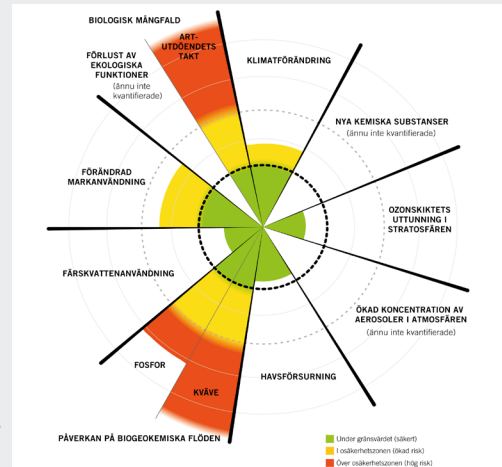 BIOLOGISK MÅNGFALD
ART-
UTDÖENDETS
TAKT
FÖRLUST AV
EKOLOGISKA
FUNKTIONER
(ännu inte
kvantifierade)
KLIMATFÖRÄNDRING
NYA KEMISKA SUBSTANSER
(ännu inte kvantifierade)
FÖRÄNDRAD
MARKANVÄNDNING
OZONSKIKTETS
UTTUNNING I
STRATOSFÄREN
FÄRSKVATTENANVÄNDNING
ÖKAD KONCENTRATION AV
AEROSOLER I ATMOSFÄREN
(ännu inte kvantifierade)
FOSFOR
HAVSFÖRSURNING
KVÄVE
PÅVERKAN PÅ BIOGEOKEMISKA FLÖDEN
Under gränsvärdet (säkert)
I osäkerhetszonen (ökad risk)
Över osäkerhetszonen (hög risk)